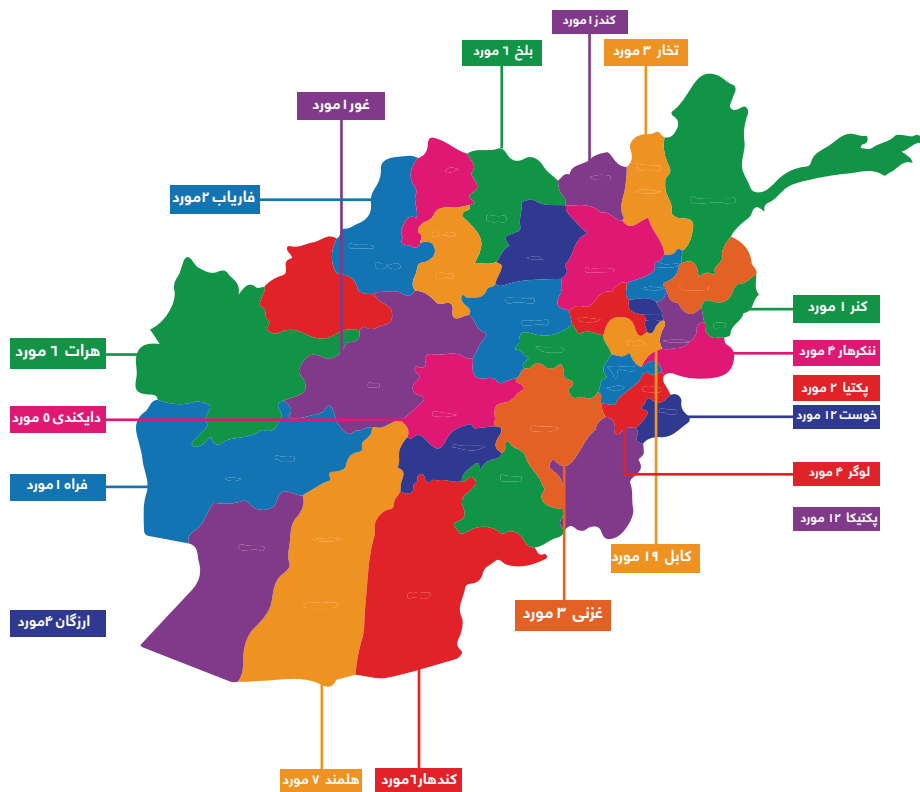 کندز ۱ مورد
تخار ۳ مورد
بلخ ٦ مورد
غور ۱ مورد
فاریاب ۲ مورد
کنر ۱ مورد
هرات ٦ مورد
ننگرهار ۴ مورد
پکتیا ۲ مورد
خوست ۱۲ مورد
دایکندی ۵ مورد
لوگر ۴ مورد
فراه ۱ مورد
پکتیکا ۱۲ مورد
کابل ۱۹ مورد
غزنی ۳ مورد
ارزگان ۴ مورد
هلمند ۷ مورد
کندهار ٦ مورد